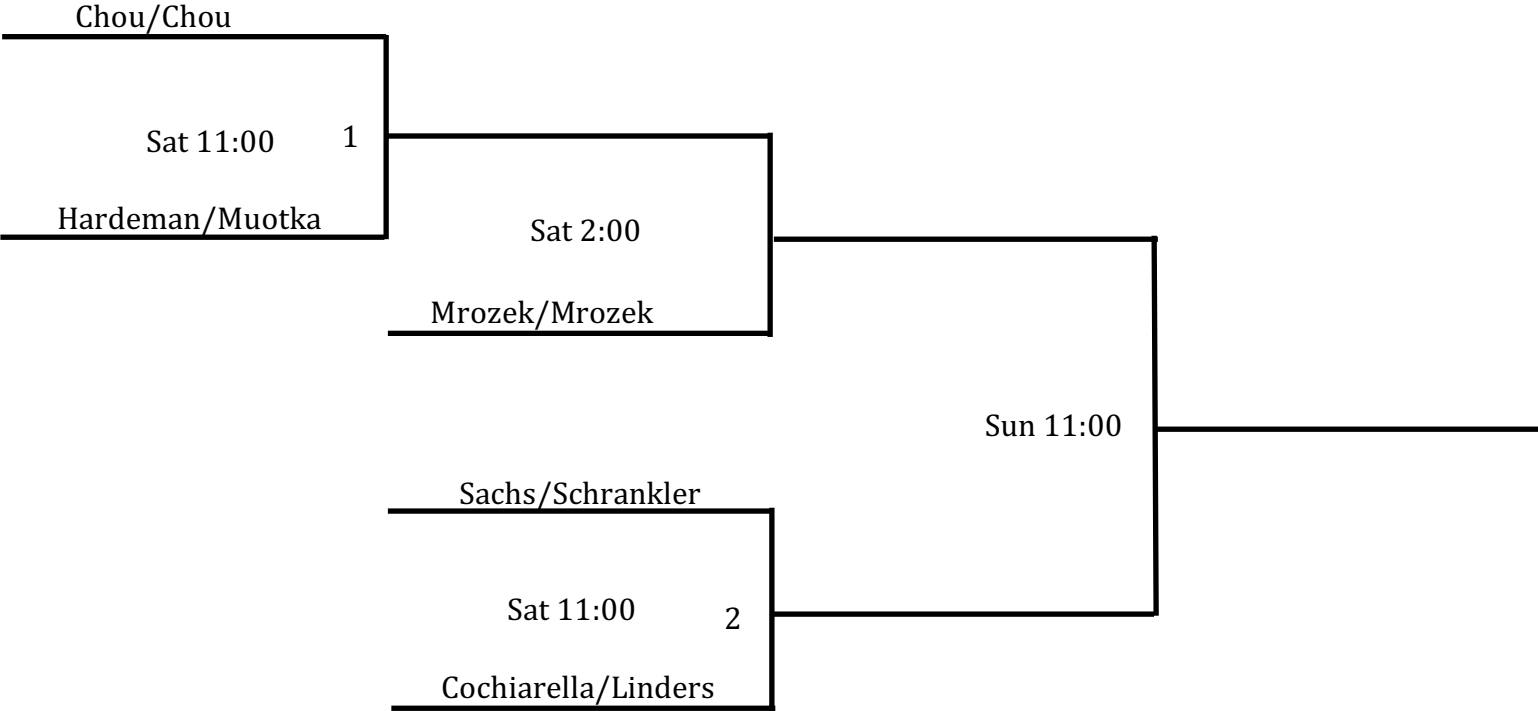 Chou/Chou
Sat 11:00
1
Hardeman/Muotka
Sat 2:00
Mrozek/Mrozek
Sun 11:00
Sachs/Schrankler
Sat 11:00
2
Cochiarella/Linders